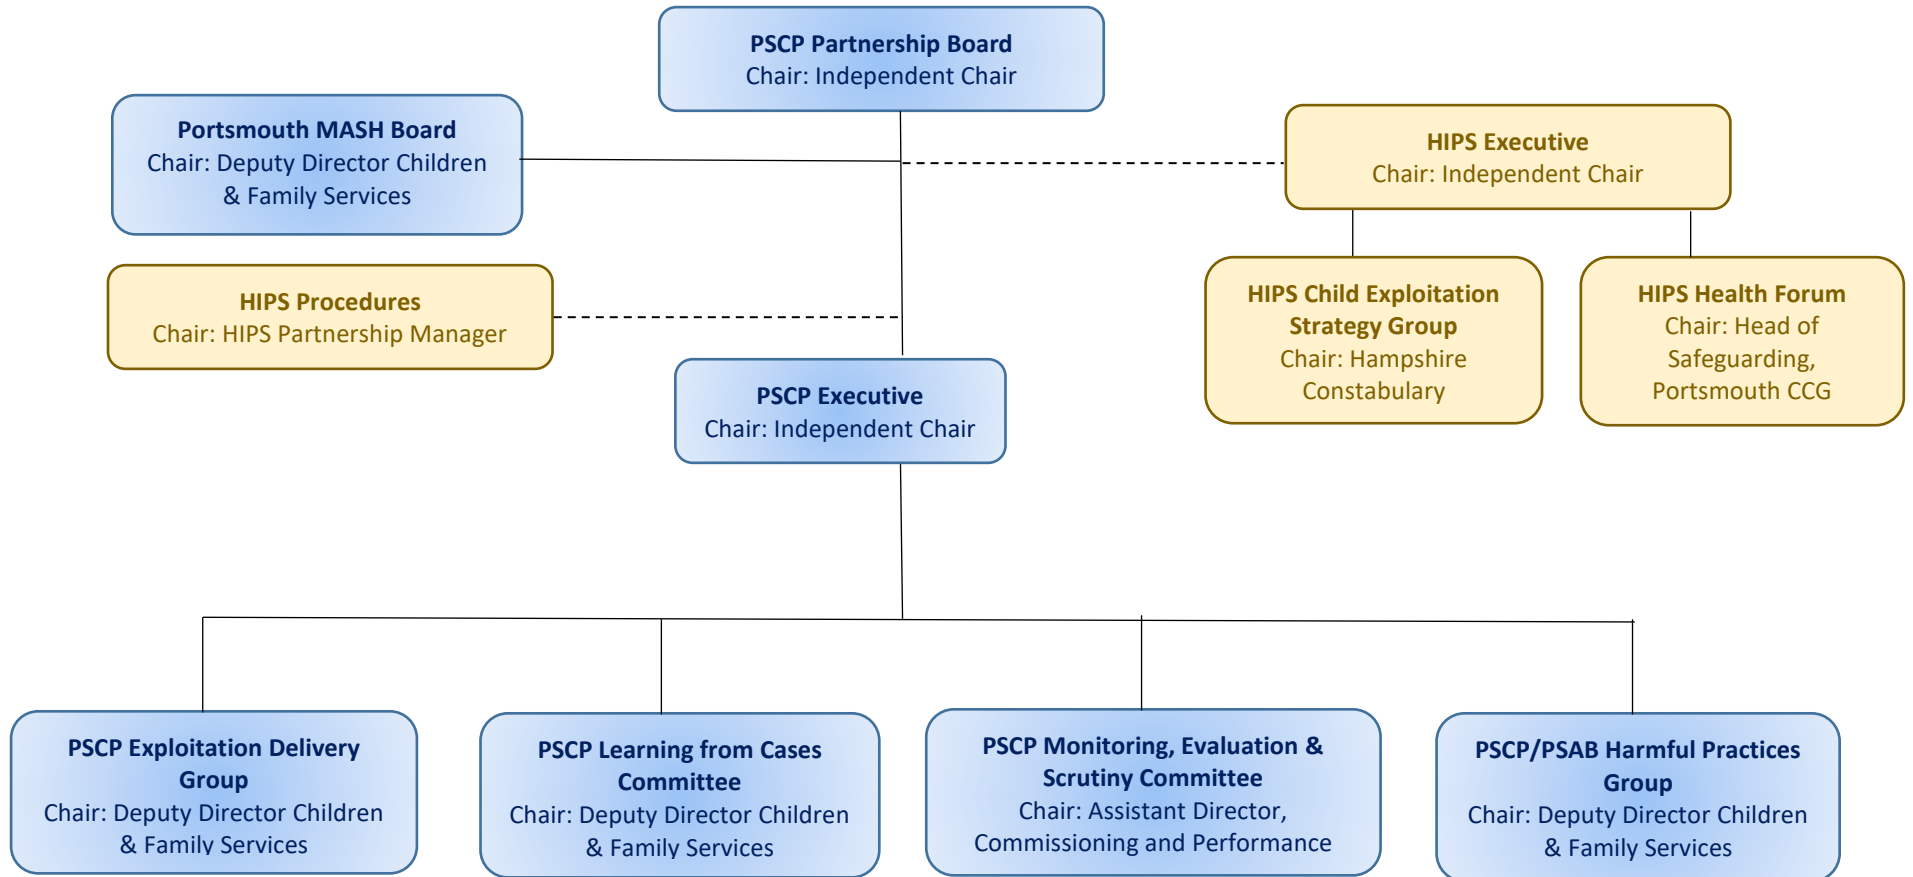 PSCP Partnership Board
Chair: Independent Chair
Portsmouth MASH Board
Chair: Deputy Director Children
& Family Services
HIPS Executive
Chair: Independent Chair
HIPS Procedures
Chair: HIPS Partnership Manager
HIPS Child Exploitation
Strategy Group
Chair: Hampshire
Constabulary
HIPS Health Forum
Chair: Head of
Safeguarding,
Portsmouth CCG
PSCP Executive
Chair: Independent Chair
PSCP Exploitation Delivery
Group
Chair: Deputy Director Children
& Family Services
PSCP Learning from Cases
Committee
Chair: Deputy Director Children
& Family Services
PSCP Monitoring, Evaluation &
Scrutiny Committee
Chair: Assistant Director,
Commissioning and Performance
PSCP/PSAB Harmful Practices
Group
Chair: Deputy Director Children
& Family Services